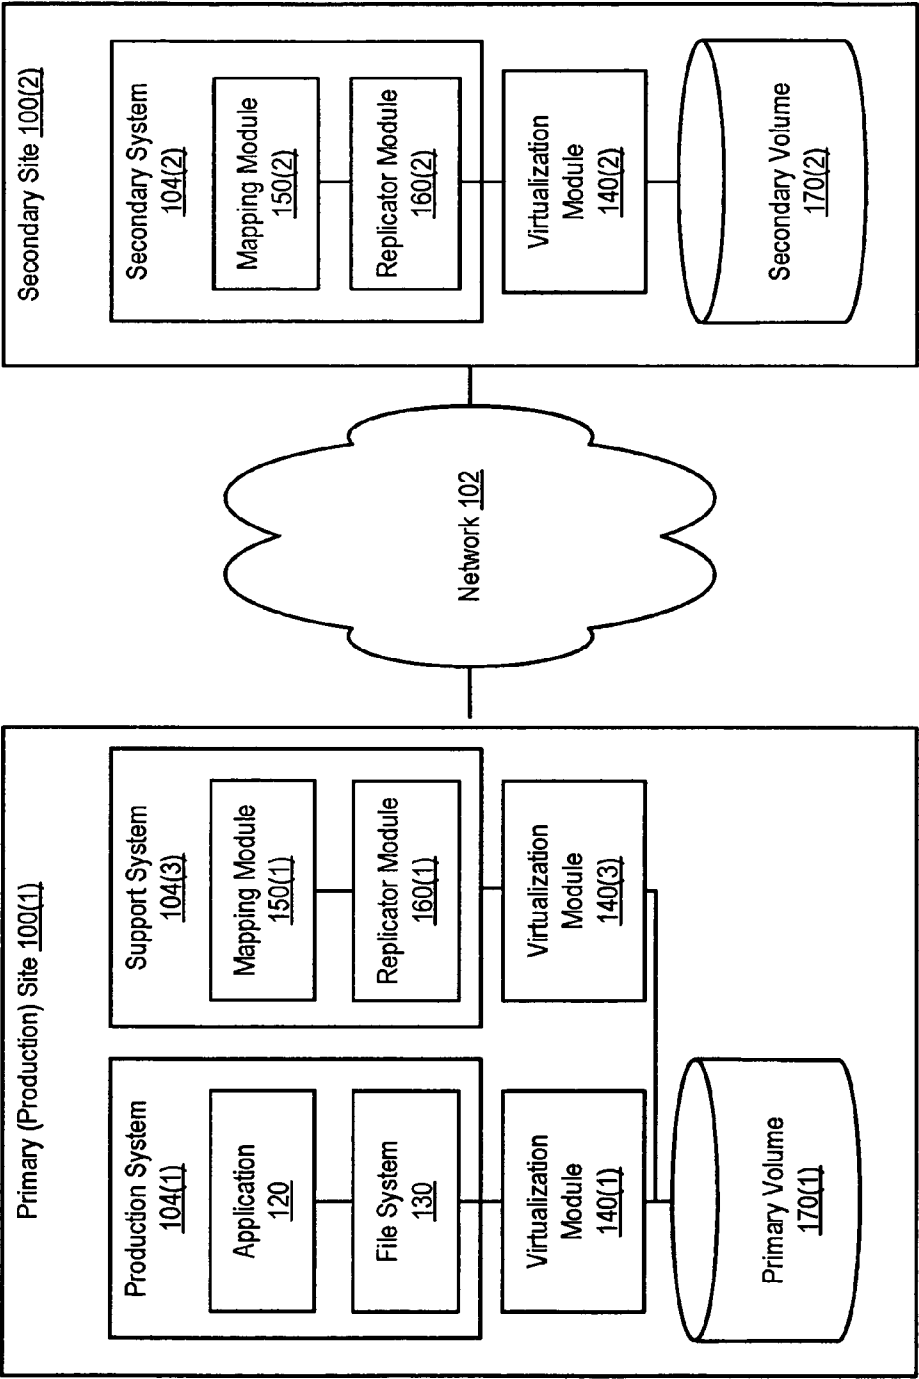 Primary (Production) Site 100(1)
Production System
104(1)
Application
120
File System
130
Virtualization
Module
140(1)
Primary Volume
170(1)
Support System
104(3)
Mapping Module
150(1)
Replicator Module
160(1)
Virtualization
Module
140(3)
Network 102
Secondary Site 100(2)
Secondary System
104(2)
Mapping Module
150(2)
Replicator Module
160(2)
Virtualization
Module
140(2)
Secondary Volume
170(2)